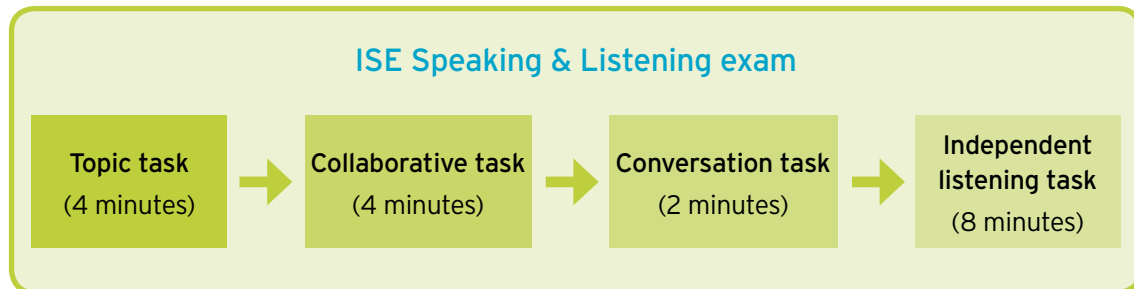 ISE Speaking & Listening exam
Topic task
(4 minutes)
Collaborative task
(4 minutes)
Conversation task
(2 minutes)
Independent
listening task
(8 minutes)